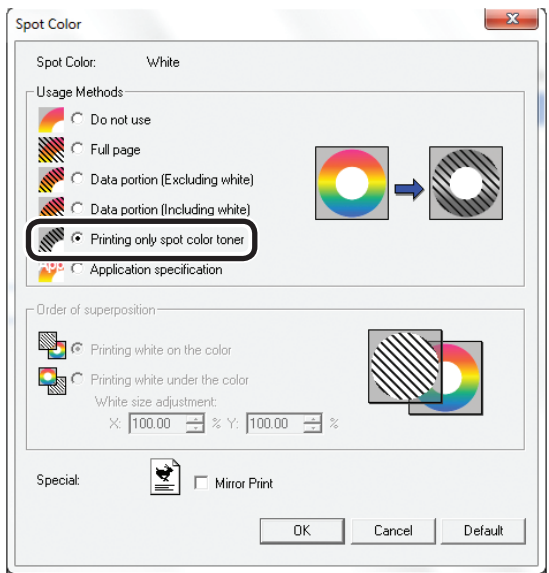 Spot Color
Spot Color: White
Usage Methods
Do not use
Full page
Data portion (Excluding white)
Data portion (Including white)
Printing only spot color toner
Application specification
Order of superposition
Printing white on the color
Printing white under the color
White size adjustment:
X: 100.00 % Y: 100.00 %
Special: Mirror Print
OK Cancel Default